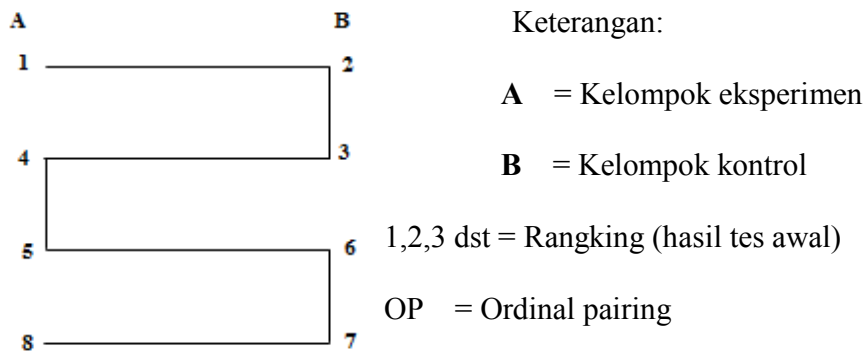 A B
1 2
4 3
5 6
8 7
Keterangan:
A = Kelompok eksperimen
B = Kelompok kontrol
1,2,3 dst = Rangking (hasil tes awal)
OP = Ordinal pairing